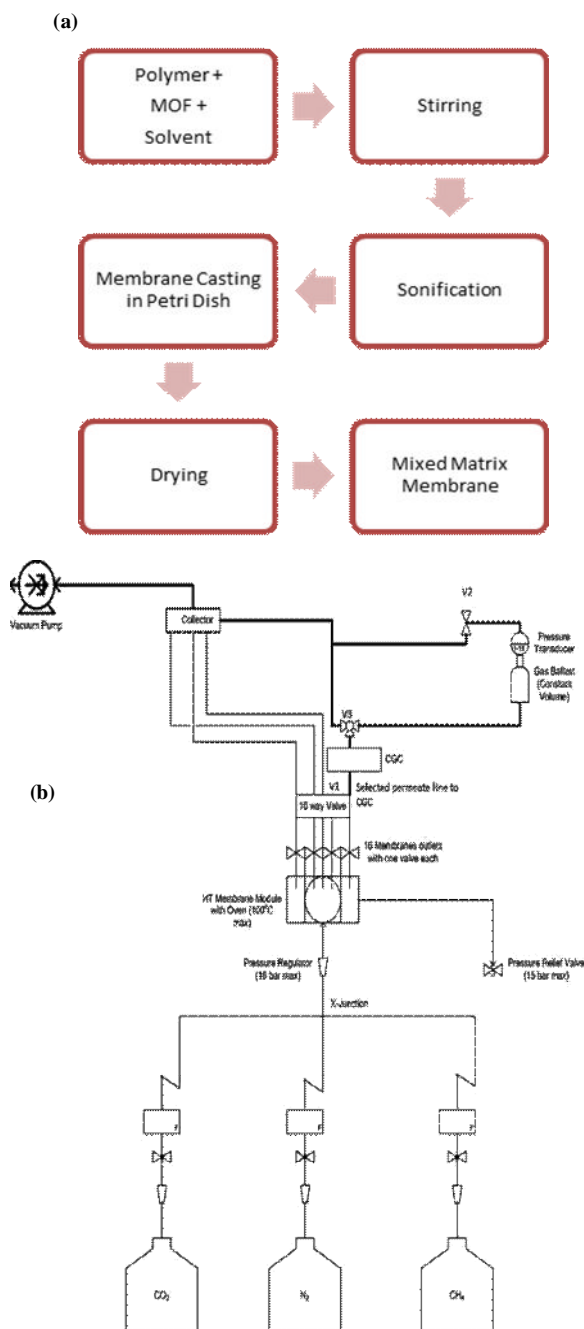 (a)
Polymer +
MOF +
Solvent
Stirring
Membrane Casting
in Petri Dish
Sonification
Drying
Mixed Matrix
Membrane
Vacuum Pump
Collector
V2
Pressure
Transducer
Gas Ballast
(Constant
Volume)
V3
CGC
(b)
V1
Selected permeate line to
CGC
16 way Valve
16 Membranes outlets
with one valve each
HT Membrane Module
with Oven (100°C
max)
Pressure Regulator
(16 bar max)
Pressure Relief Valve
(15 bar max)
X-Junction
F
F
F
CO2
N2
CH4